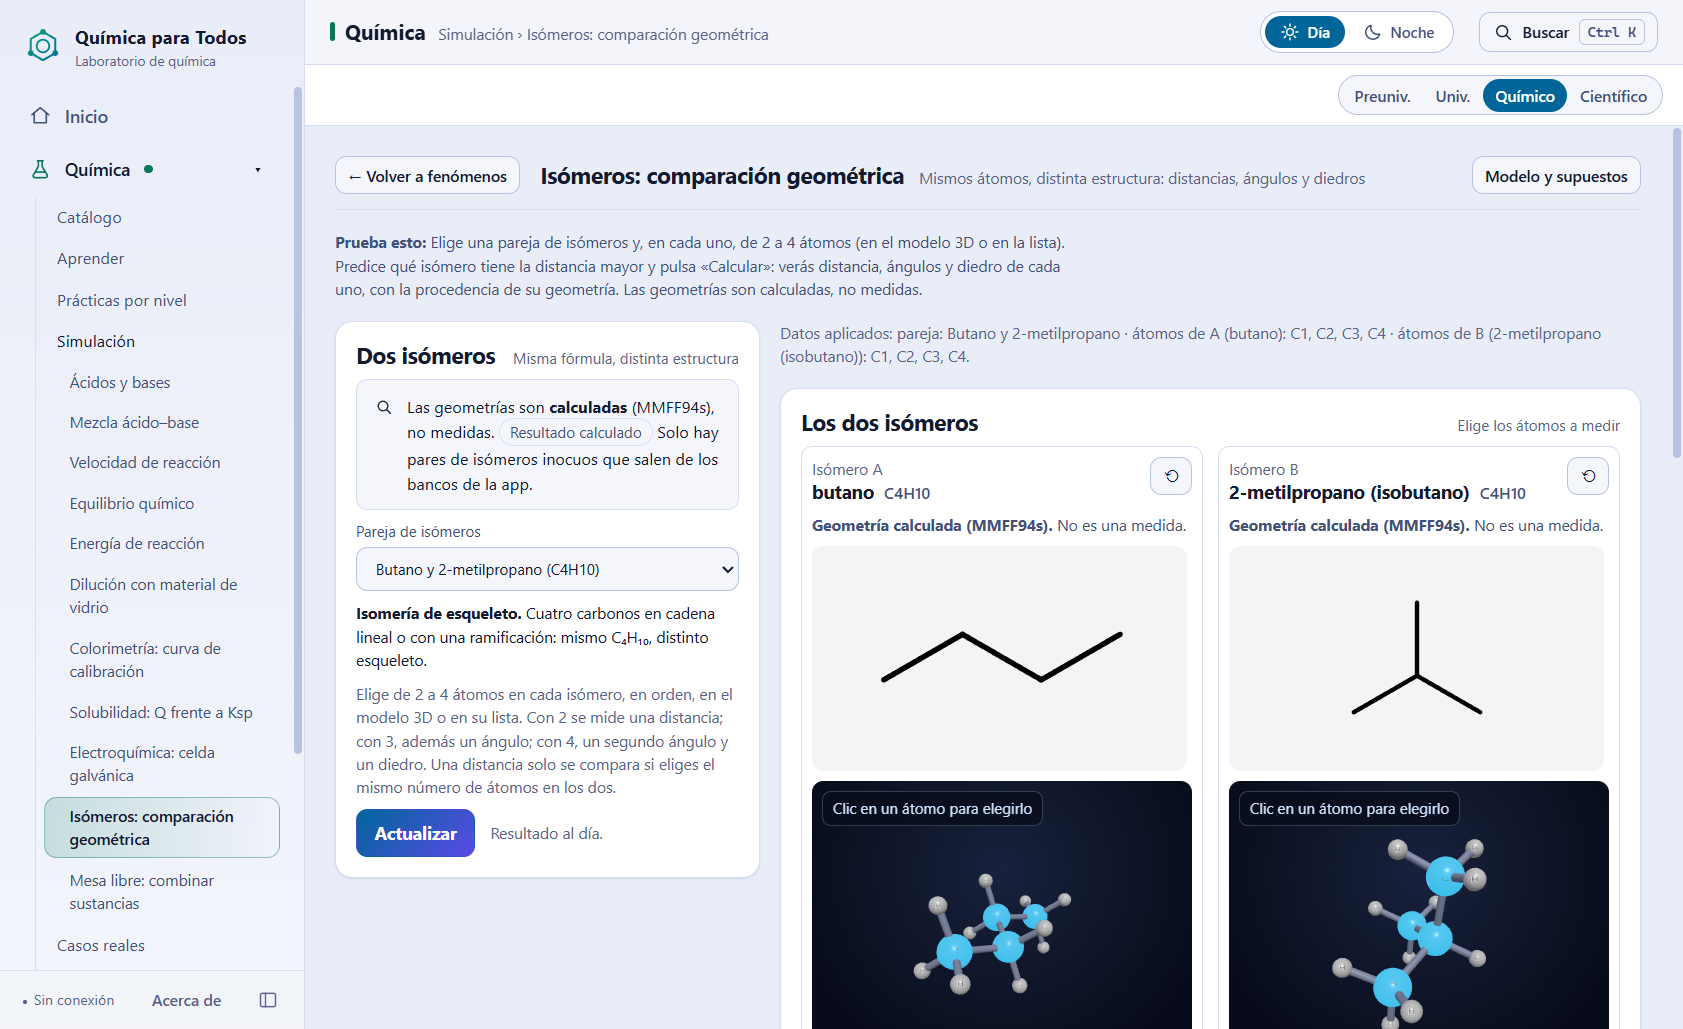 Química para Todos
Laboratorio de química
Inicio
Química
Catálogo
Aprender
Prácticas por nivel
Simulación
Ácidos y bases
Mezcla ácido–base
Velocidad de reacción
Equilibrio químico
Energía de reacción
Dilución con material de
vidrio
Colorimetría: curva de
calibración
Solubilidad: Q frente a Ksp
Electroquímica: celda
galvánica
Isómeros: comparación
geométrica
Mesa libre: combinar
sustancias
Casos reales
• Sin conexión
Acerca de
Química
Simulación › Isómeros: comparación geométrica
Día
Noche
Buscar
Ctrl K
Preuniv.
Univ.
Químico
Científico
← Volver a fenómenos
Isómeros: comparación geométrica
Mismos átomos, distinta estructura: distancias, ángulos y diedros
Modelo y supuestos
Prueba esto: Elige una pareja de isómeros y, en cada uno, de 2 a 4 átomos (en el modelo 3D o en la lista).
Predice qué isómero tiene la distancia mayor y pulsa «Calcular»: verás distancia, ángulos y diedro de cada
uno, con la procedencia de su geometría. Las geometrías son calculadas, no medidas.
Dos isómeros
Misma fórmula, distinta estructura
Las geometrías son calculadas (MMFF94s),
no medidas. Resultado calculado Solo hay
pares de isómeros inocuos que salen de los
bancos de la app.
Pareja de isómeros
Butano y 2-metilpropano (C4H10)
Isomería de esqueleto. Cuatro carbonos en cadena
lineal o con una ramificación: mismo C₄H₁₀, distinto
esqueleto.
Elige de 2 a 4 átomos en cada isómero, en orden, en el
modelo 3D o en su lista. Con 2 se mide una distancia;
con 3, además un ángulo; con 4, un segundo ángulo y
un diedro. Una distancia solo se compara si eliges el
mismo número de átomos en los dos.
Actualizar
Resultado al día.
Datos aplicados: pareja: Butano y 2-metilpropano · átomos de A (butano): C1, C2, C3, C4 · átomos de B (2-metilpropano
(isobutano)): C1, C2, C3, C4.
Los dos isómeros
Elige los átomos a medir
Isómero A
butano C4H10
Geometría calculada (MMFF94s). No es una medida.
Clic en un átomo para elegirlo
Isómero B
2-metilpropano (isobutano) C4H10
Geometría calculada (MMFF94s). No es una medida.
Clic en un átomo para elegirlo